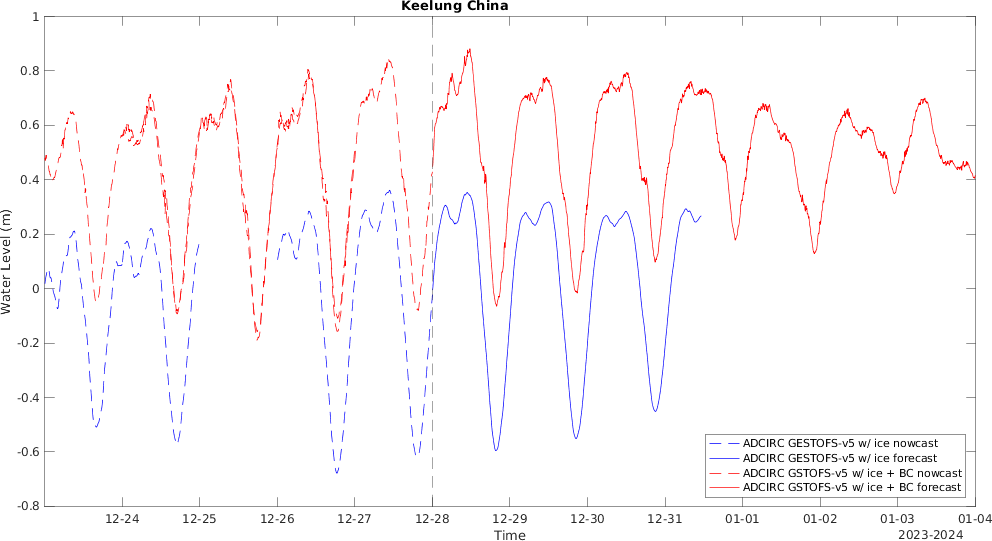 Keelung China
1
0.8
0.6
0.4
0.2
0
-0.2
-0.4
-0.6
-0.8
Water Level (m)
ADCIRC GESTOFS-v5 w/ ice nowcast
ADCIRC GESTOFS-v5 w/ ice forecast
ADCIRC GSTOFS-v5 w/ ice + BC nowcast
ADCIRC GSTOFS-v5 w/ ice + BC forecast
12-24 12-25 12-26 12-27 12-28 12-29 12-30 12-31 01-01 01-02 01-03 01-04
Time
2023-2024